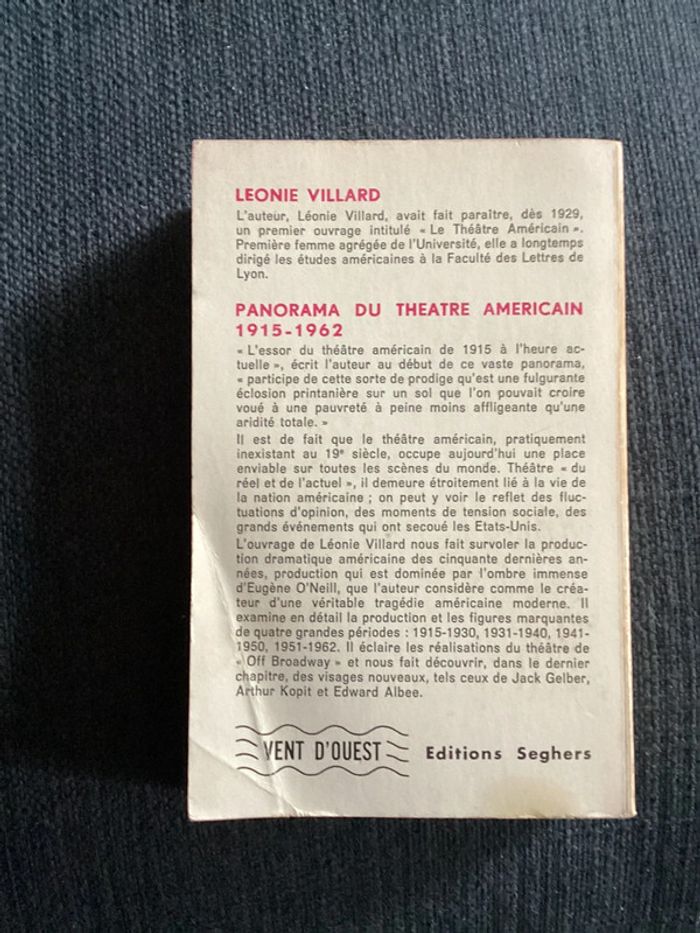 LEONIE VILLARD
L'auteur, Léonie Villard, avait fait paraître, dès 1929,
un premier ouvrage intitulé « Le Théâtre Américain ».
Première femme agrégée de l'Université, elle a longtemps
dirigé les études américaines à la Faculté des Lettres de
Lyon.
PANORAMA DU THEATRE AMERICAIN
1915-1962
« L'essor du théâtre américain de 1915 à l'heure ac-
tuelle », écrit l'auteur au début de ce vaste panorama,
« participe de cette sorte de prodige qu'est une fulgurante
éclosion printanière sur un sol que l'on pouvait croire
voué à une pauvreté à peine moins affligeante qu'une
aridité totale. »
Il est de fait que le théâtre américain, pratiquement
inexistant au 19e siècle, occupe aujourd'hui une place
enviable sur toutes les scènes du monde. Théâtre « du
réel et de l'actuel », il demeure étroitement lié à la vie de
la nation américaine ; on peut y voir le reflet des fluc-
tuations d'opinion, des moments de tension sociale, des
grands événements qui ont secoué les Etats-Unis.
L'ouvrage de Léonie Villard nous fait survoler la produc-
tion dramatique américaine des cinquante dernières an-
nées, production qui est dominée par l'ombre immense
d'Eugène O'Neill, que l'auteur considère comme le créa-
teur d'une véritable tragédie américaine moderne. Il
examine en détail la production et les figures marquantes
de quatre grandes périodes : 1915-1930, 1931-1940, 1941-
1950, 1951-1962. Il éclaire les réalisations du théâtre de
« Off Broadway » et nous fait découvrir, dans le dernier
chapitre, des visages nouveaux, tels ceux de Jack Gelber,
Arthur Kopit et Edward Albee.
VENT D'OUEST Editions Seghers